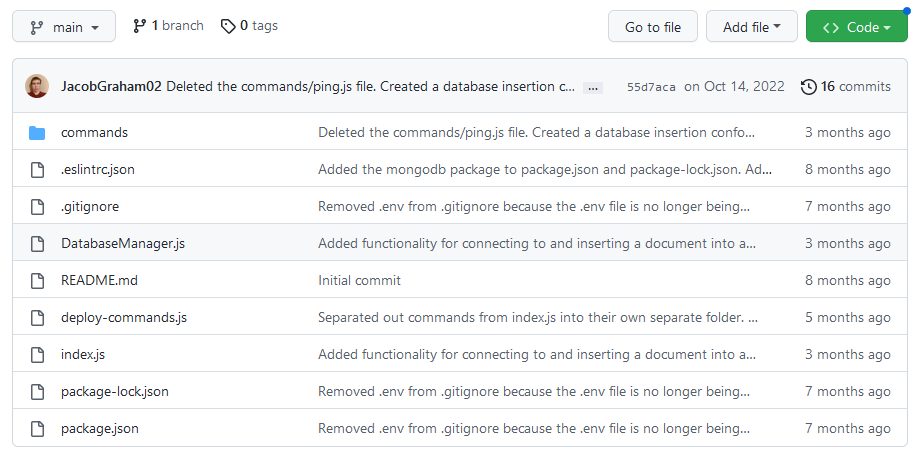 main 1 branch 0 tags Go to file Add file Code
JacobGraham02 Deleted the commands/ping.js file. Created a database insertion c... ... 55d7aca on Oct 14, 2022 16 commits
commands Deleted the commands/ping.js file. Created a database insertion confo... 3 months ago
.eslintrc.json Added the mongodb package to package.json and package-lock.json. Ad... 8 months ago
.gitignore Removed .env from .gitignore because the .env file is no longer being... 7 months ago
DatabaseManager.js Added functionality for connecting to and inserting a document into a... 3 months ago
README.md Initial commit 8 months ago
deploy-commands.js Separated out commands from index.js into their own separate folder. ... 5 months ago
index.js Added functionality for connecting to and inserting a document into a... 3 months ago
package-lock.json Removed .env from .gitignore because the .env file is no longer being... 7 months ago
package.json Removed .env from .gitignore because the .env file is no longer being... 7 months ago